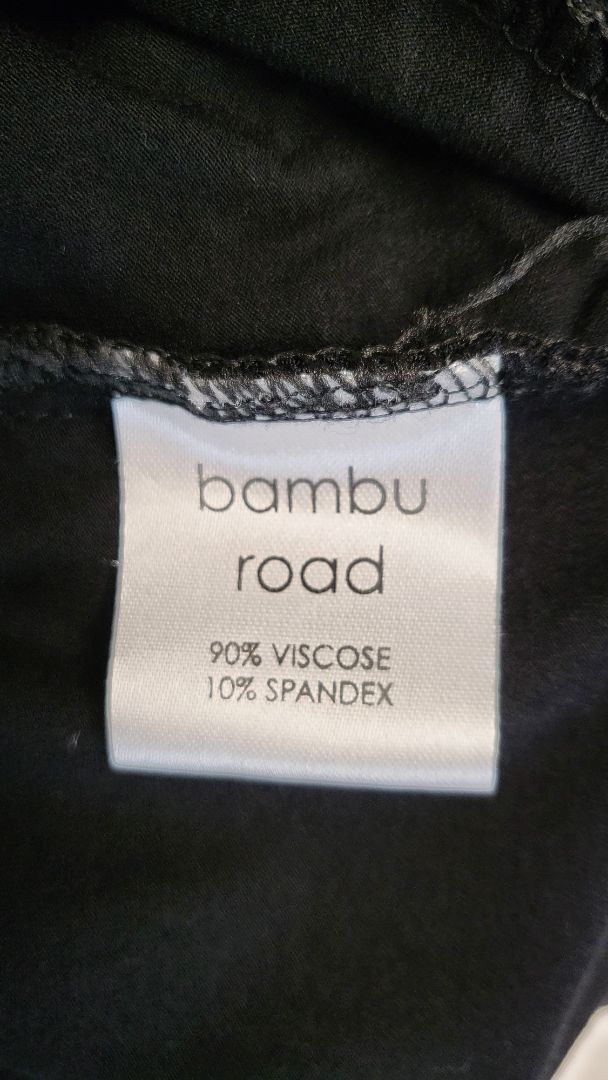 bambu
road
90% VISCOSE
10% SPANDEX